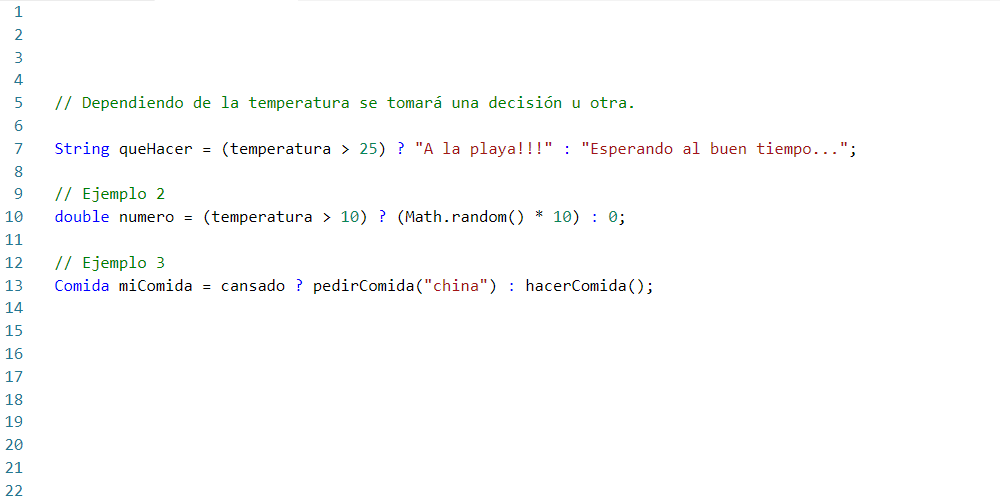 1
2
3
4
5 // Dependiendo de la temperatura se tomará una decisión u otra.
6
7 String queHacer = (temperatura > 25) ? "A la playa!!!" : "Esperando al buen tiempo...";
8
9 // Ejemplo 2
10 double numero = (temperatura > 10) ? (Math.random() * 10) : 0;
11
12 // Ejemplo 3
13 Comida miComida = cansado ? pedirComida("china") : hacerComida();
14
15
16
17
18
19
20
21
22